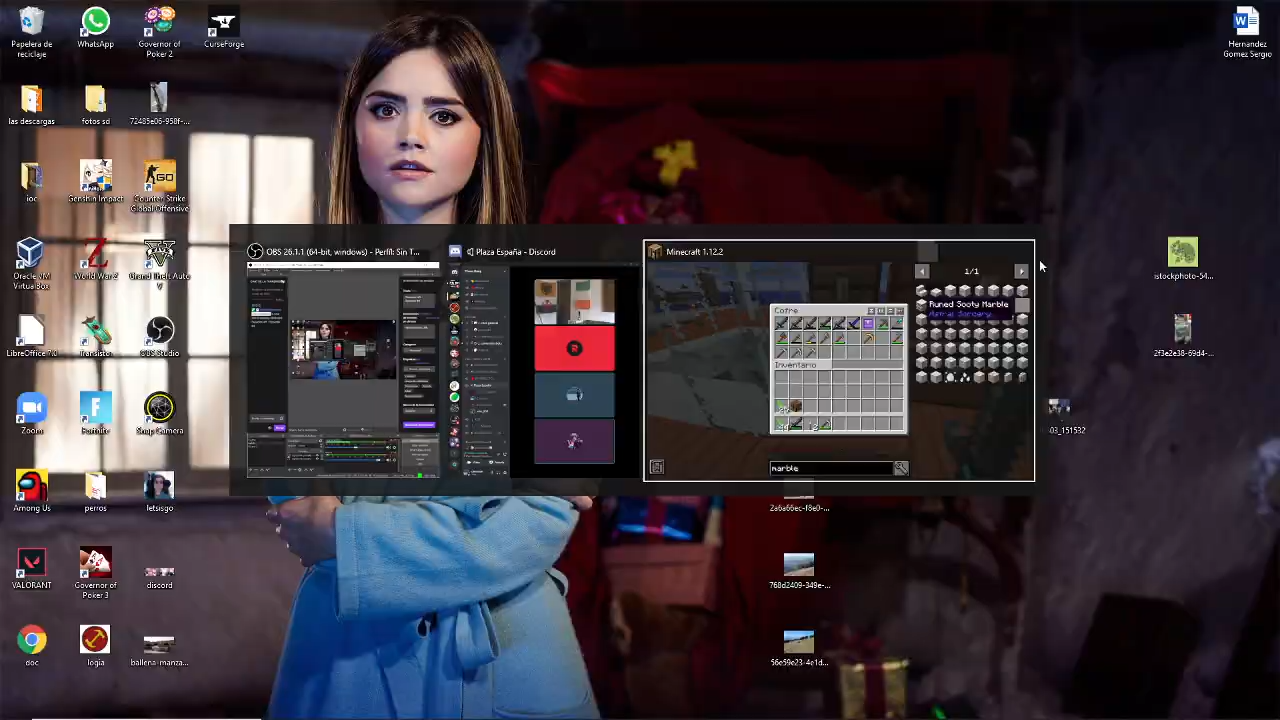 Papelera de
reciclaje
WhatsApp
Governor of
Poker 2
CurseForge
Hernandez
Gomez Sergio
las descargas
fotos sd
72485e06-958f-...
ioc
Genshin Impact
Counter-Strike
Global Offensive
Oracle VM
VirtualBox
World War Z
Grand Theft Auto
V
LibreOffice 7.0
Transistor
OBS Studio
Zoom
Fortnite
Snap Camera
Among Us
perros
letsisgo
VALORANT
Governor of
Poker 3
discord
doc
logia
ballena-manza...
OBS 26.1.1 (64-bit, windows) - Perfil: Sin T...
Plaza España - Discord
Minecraft 1.12.2
1/1
Runed Sooty Marble
Astral Sorcery
Cofre
Inventario
marble
istockphoto-54...
2f3a2ee1-69d4-...
03_151532
2a6a66ec-f8e0-...
768d2409-349e-...
56e59e23-4e1d...